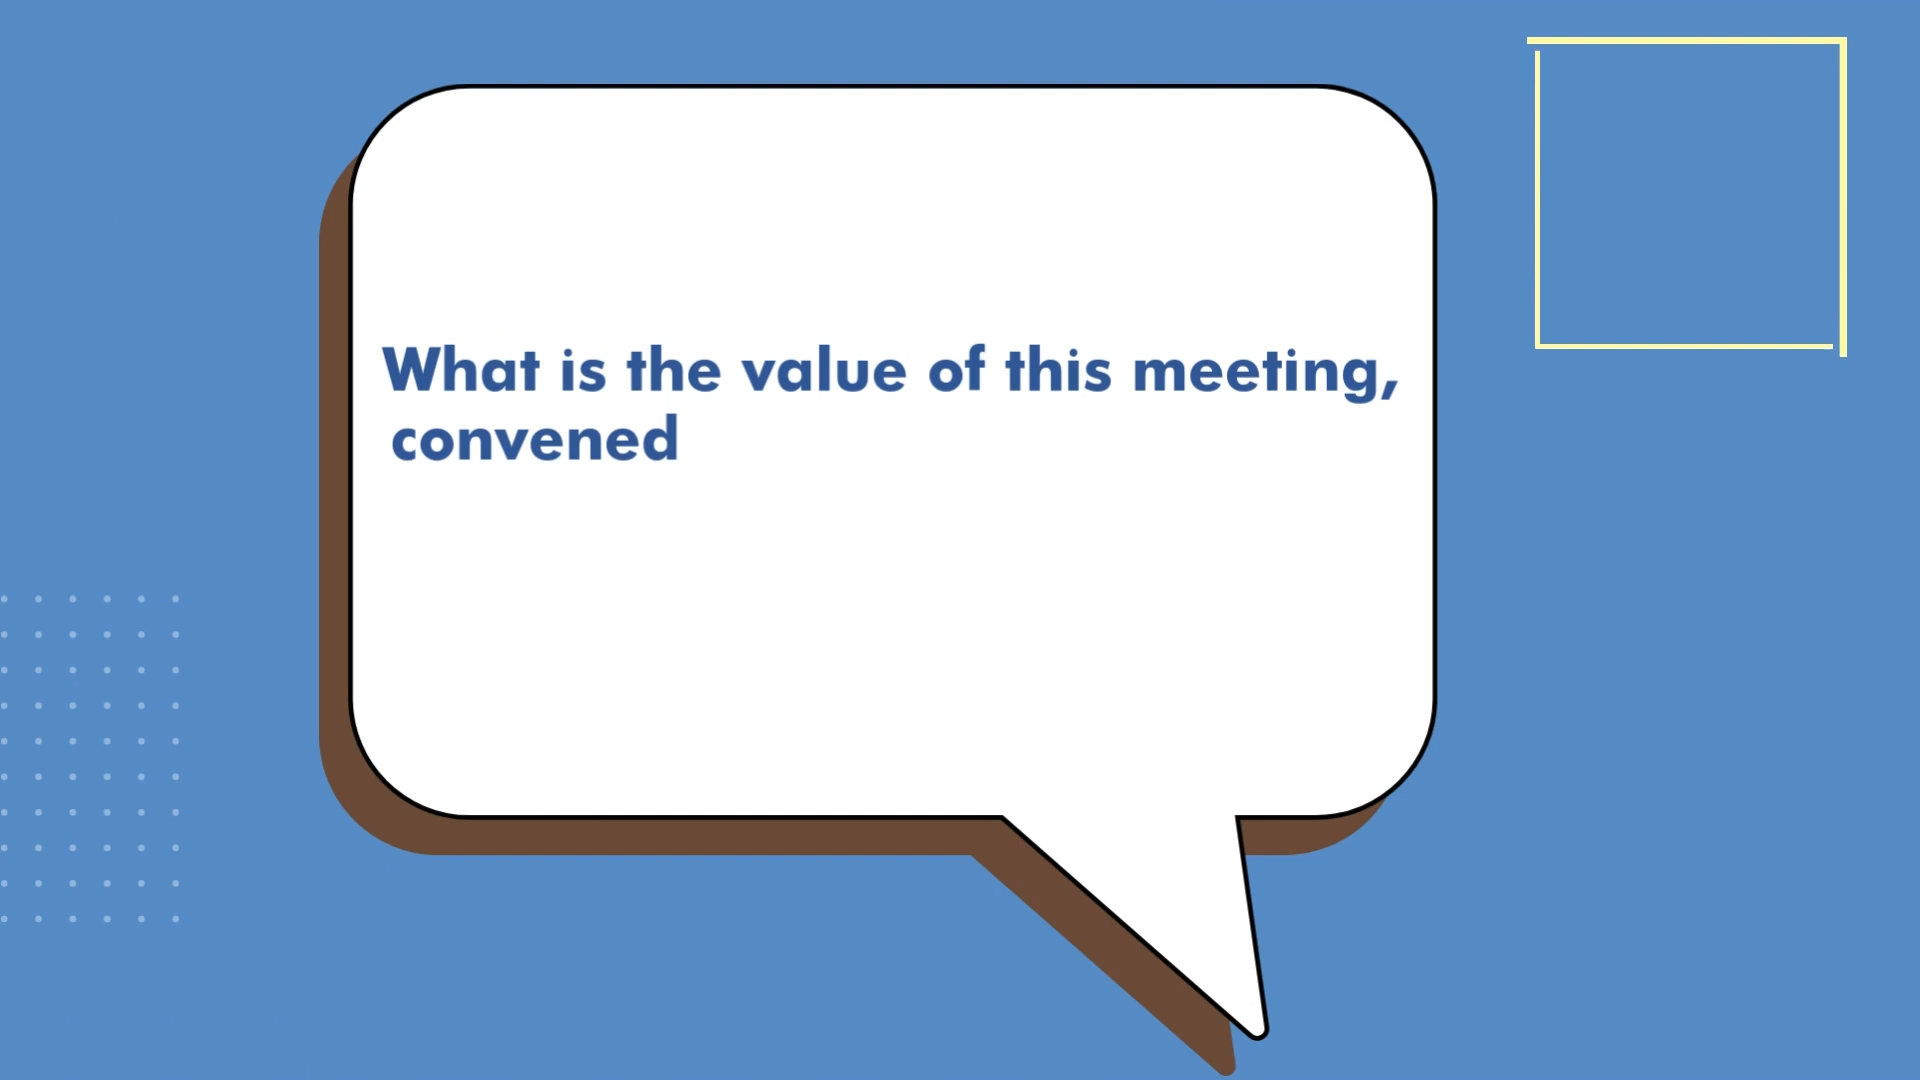 What is the value of this meeting,
convened